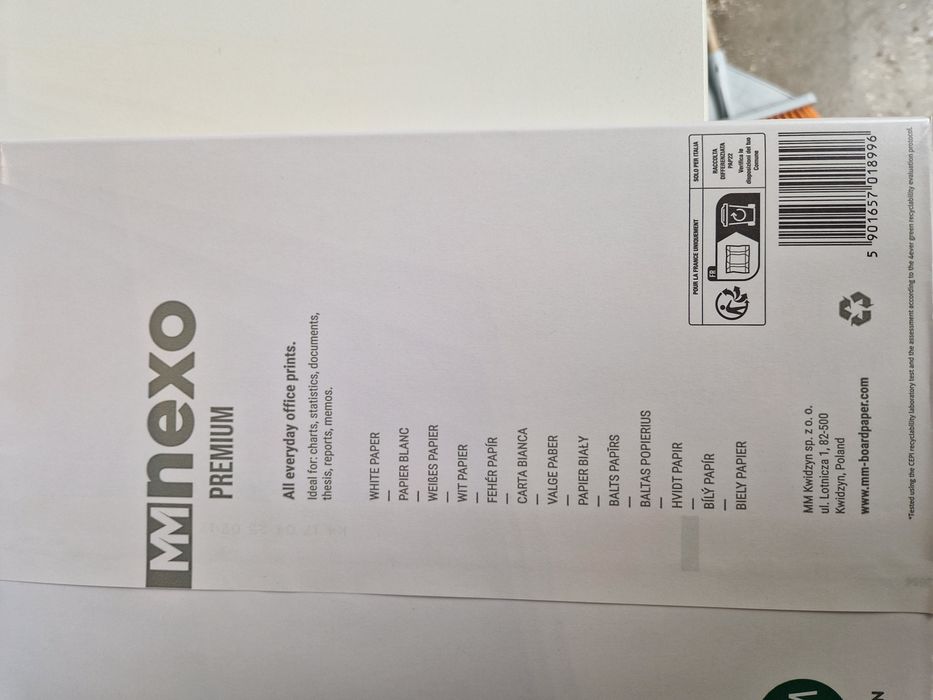 MM nexo
PREMIUM
All everyday office prints.
Ideal for: charts, statistics, documents,
thesis, reports, memos.
WHITE PAPER
—
PAPIER BLANC
—
WEIßES PAPIER
—
WIT PAPIER
—
FEHÉR PAPÍR
—
CARTA BIANCA
—
VALGE PABER
—
PAPIER BIAŁY
—
BALTS PAPĪRS
—
BALTAS POPIERIUS
—
HVIDT PAPIR
—
BÍLÝ PAPÍR
—
BIELY PAPIER
POUR LA FRANCE UNIQUEMENT
FR
SOLO PER ITALIA
RACCOLTA
DIFFERENZIATA
PAP22
Verifica le
disposizioni del tuo
Comune
MM Kwidzyn sp. z o. o.
ul. Lotnicza 1, 82-500
Kwidzyn, Poland
www.mm-boardpaper.com
5 901657 018996
*Tested using the CEPI recyclability laboratory test and the assessment according to the 4ever green recyclability evaluation protocol.